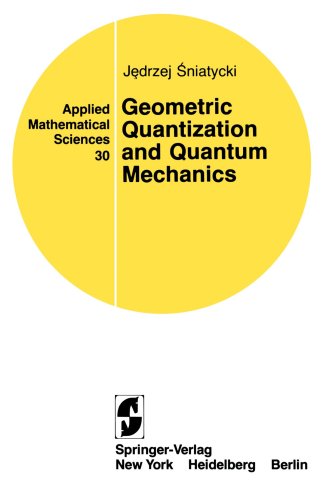 Jędrzej Śniatycki
Applied
Mathematical
Sciences
30
Geometric
Quantization
and Quantum
Mechanics
Springer-Verlag
New York Heidelberg Berlin